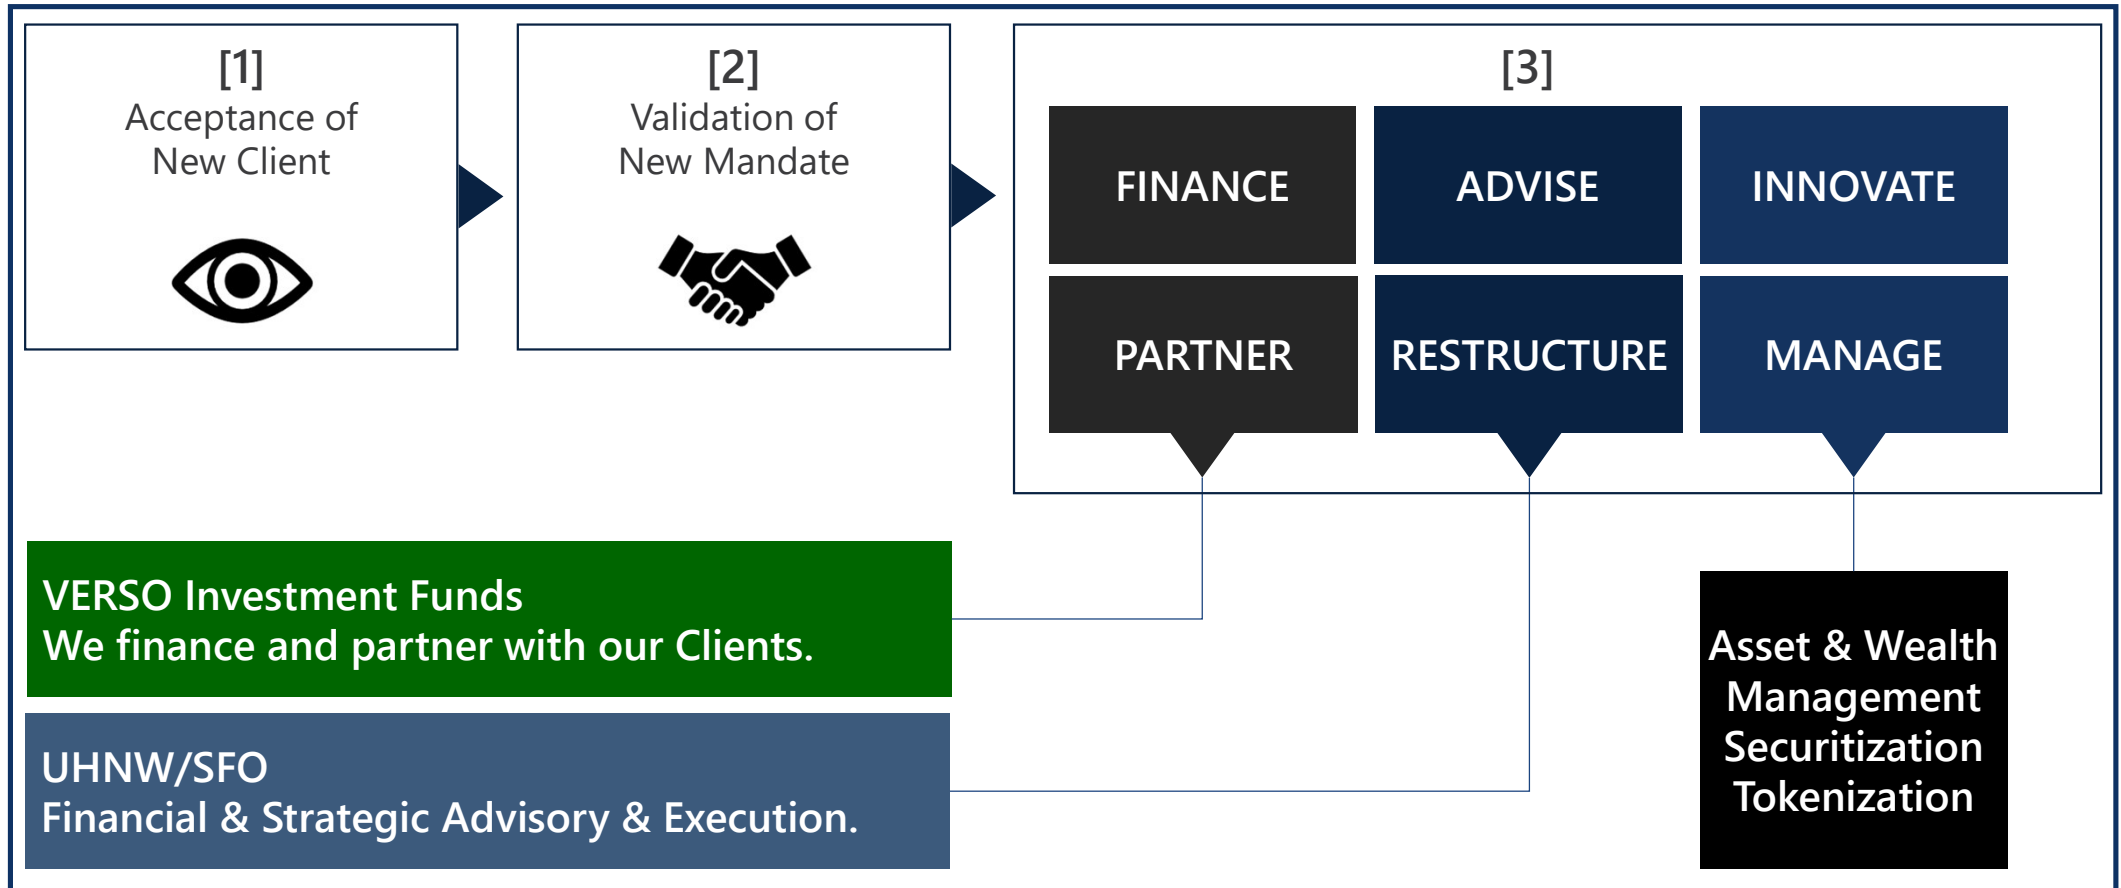 [1]
Acceptance of
New Client
[2]
Validation of
New Mandate
[3]
FINANCE
ADVISE
INNOVATE
PARTNER
RESTRUCTURE
MANAGE
VERSO Investment Funds
We finance and partner with our Clients.
UHNW/SFO
Financial & Strategic Advisory & Execution.
Asset & Wealth
Management
Securitization
Tokenization